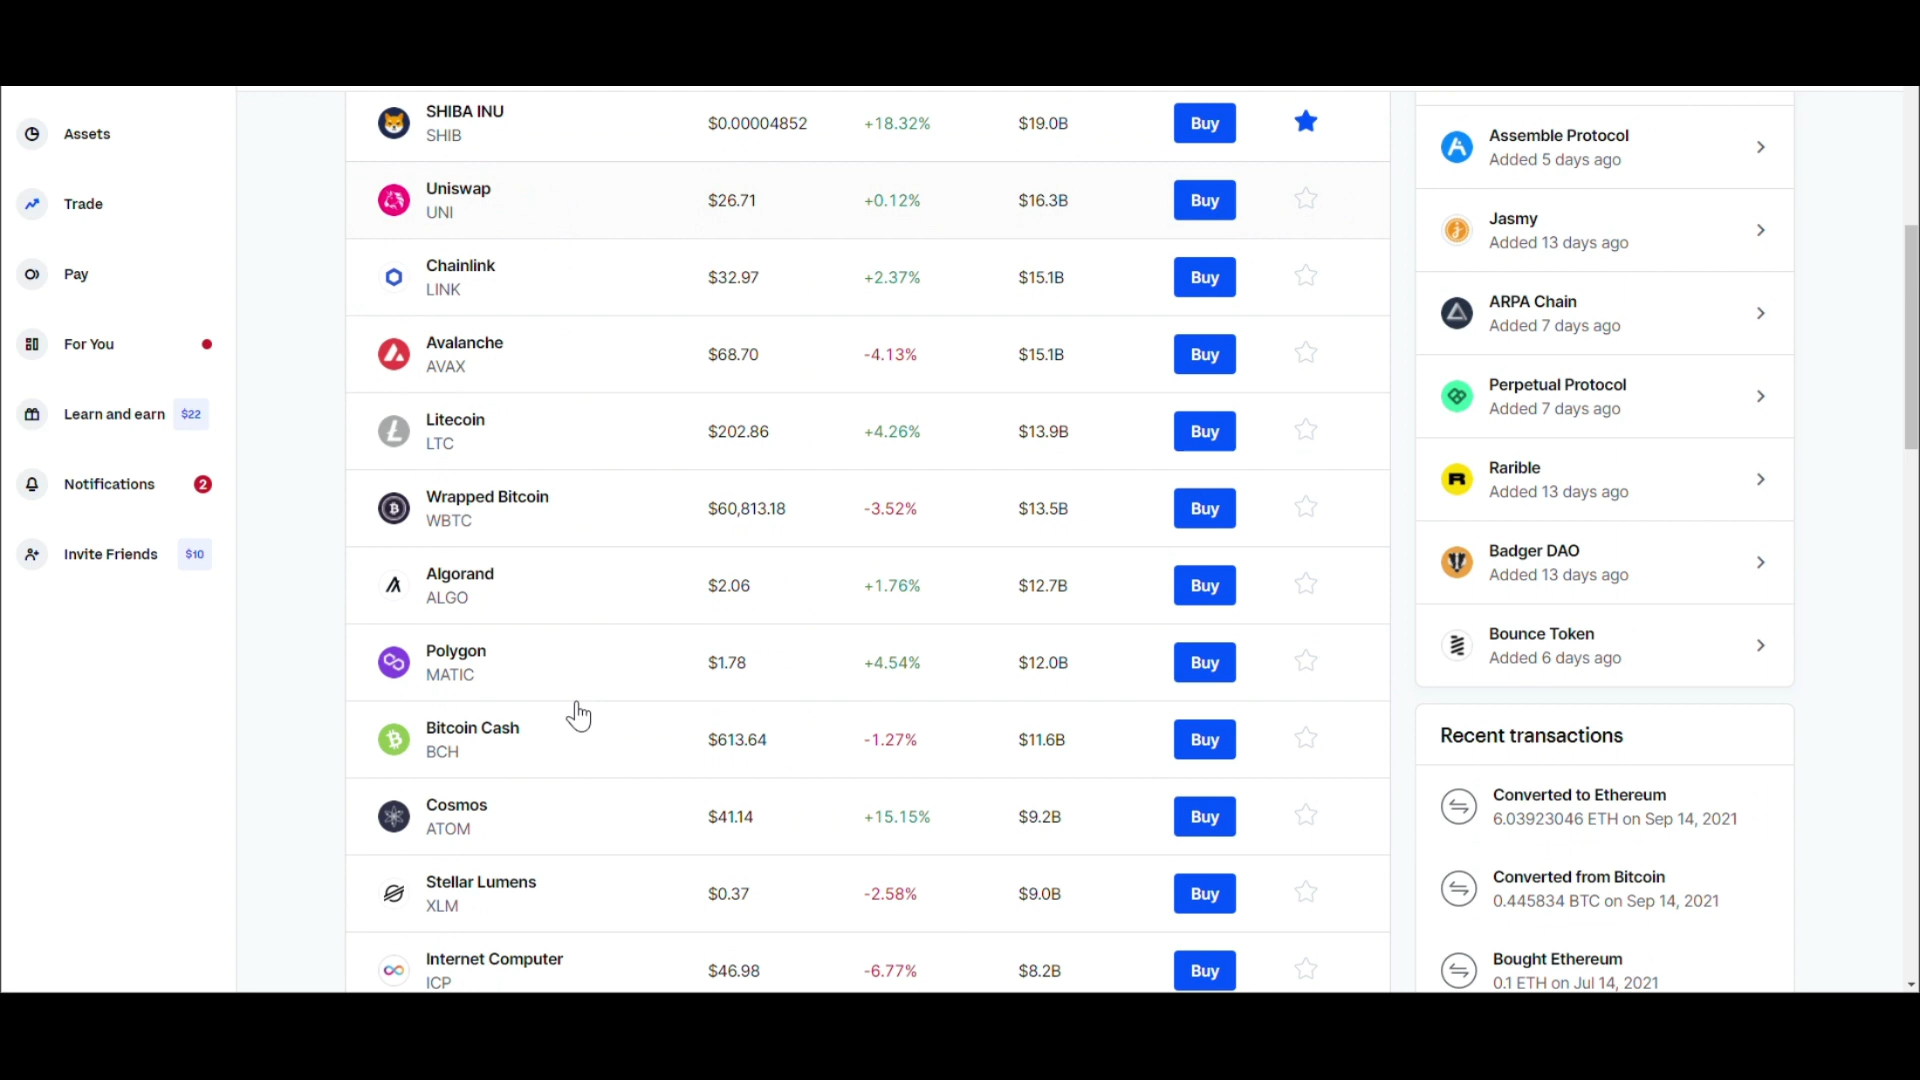 Assets
Trade
Pay
For You
Learn and earn $22
Notifications 2
Invite Friends $10
SHIBA INU
SHIB
$0.00004852 +18.32% $19.0B Buy
Uniswap
UNI
$26.71 +0.12% $16.3B Buy
Chainlink
LINK
$32.97 +2.37% $15.1B Buy
Avalanche
AVAX
$68.70 -4.13% $15.1B Buy
Litecoin
LTC
$202.86 +4.26% $13.9B Buy
Wrapped Bitcoin
WBTC
$60,813.18 -3.52% $13.5B Buy
Algorand
ALGO
$2.06 +1.76% $12.7B Buy
Polygon
MATIC
$1.78 +4.54% $12.0B Buy
Bitcoin Cash
BCH
$613.64 -1.27% $11.6B Buy
Cosmos
ATOM
$41.14 +15.15% $9.2B Buy
Stellar Lumens
XLM
$0.37 -2.58% $9.0B Buy
Internet Computer
ICP
$46.98 -6.77% $8.2B Buy
Assemble Protocol
Added 5 days ago
Jasmy
Added 13 days ago
ARPA Chain
Added 7 days ago
Perpetual Protocol
Added 7 days ago
Rarible
Added 13 days ago
Badger DAO
Added 13 days ago
Bounce Token
Added 6 days ago
Recent transactions
Converted to Ethereum
6.03923046 ETH on Sep 14, 2021
Converted from Bitcoin
0.445834 BTC on Sep 14, 2021
Bought Ethereum
0.1 ETH on Jul 14, 2021